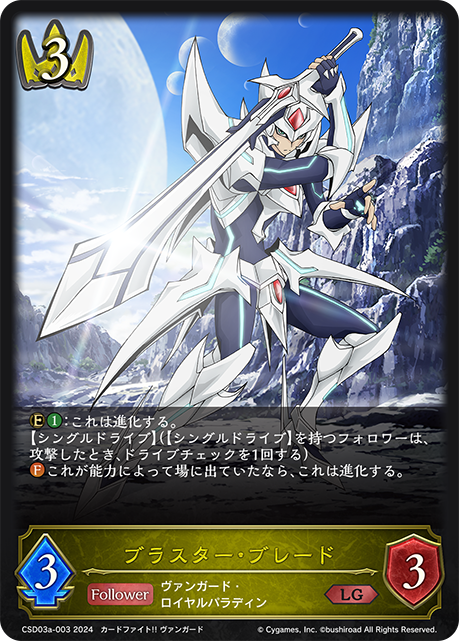 3
E 1：これは進化する。
【シングルドライブ】（【シングルドライブ】を持つフォロワーは、
攻撃したとき、ドライブチェックを1回する）
F これが能力によって場に出ていたなら、これは進化する。
ブラスター・ブレード
3
Follower
ヴァンガード・
ロイヤルパラディン
LG
3
CSD03a-003 2024 カードファイト!! ヴァンガード
© Cygames, Inc. ©bushiroad All Rights Reserved.